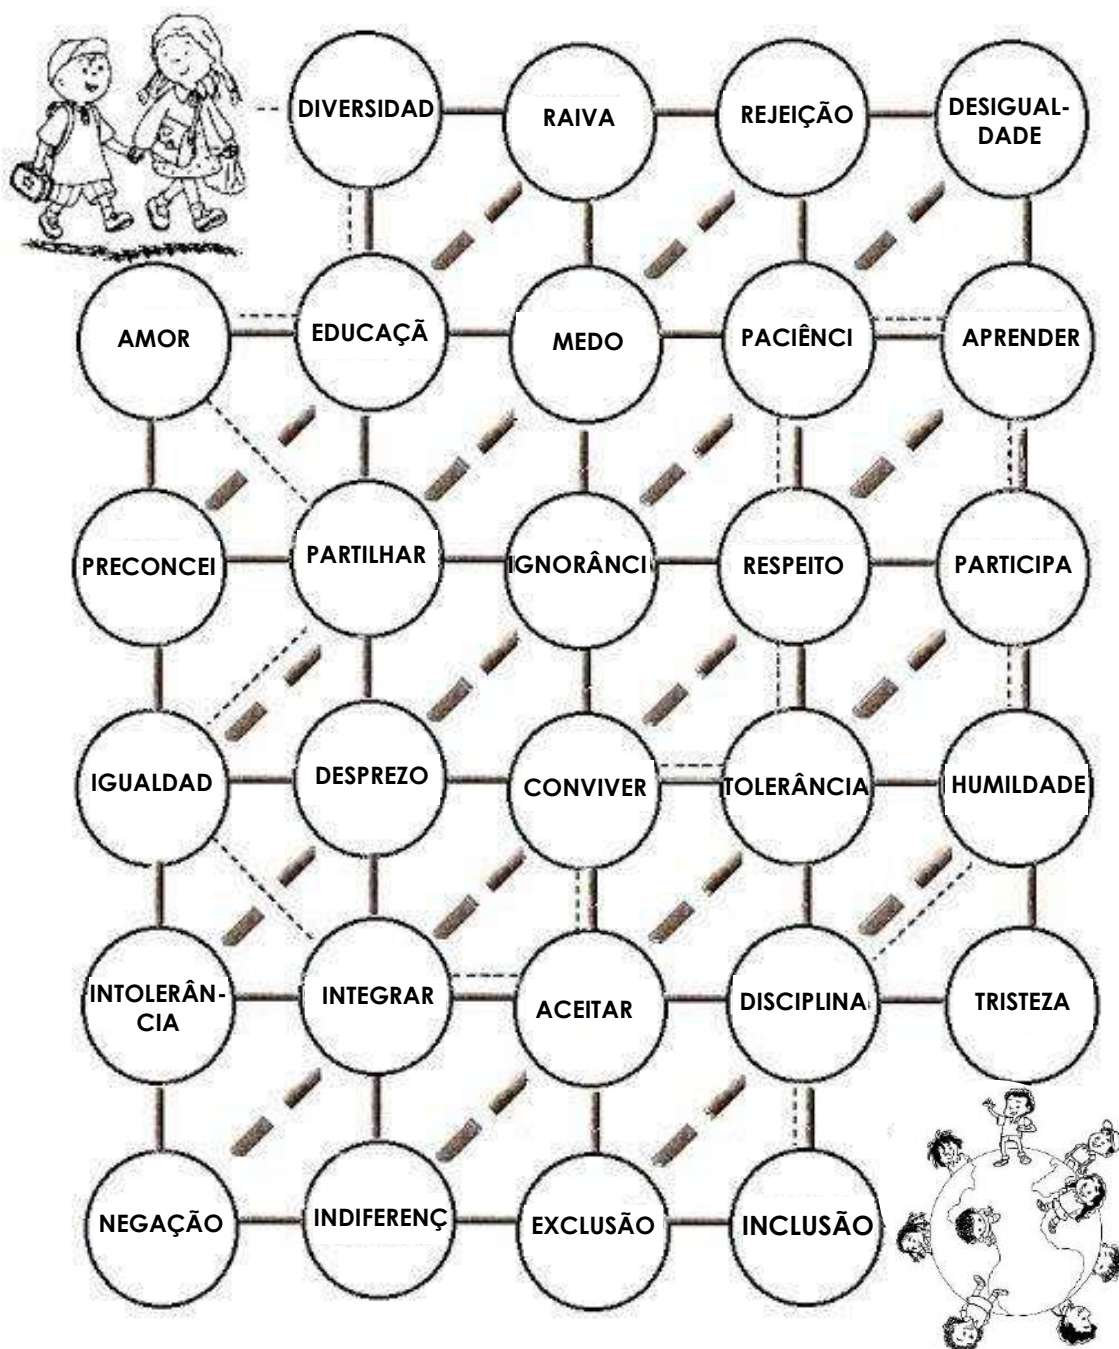 DIVERSIDAD
RAIVA
REJEIÇÃO
DESIGUAL-
DADE
AMOR
EDUCAÇÃ
MEDO
PACIÊNCI
APRENDER
PRECONCEI
PARTILHAR
IGNORÂNCI
RESPEITO
PARTICIPA
IGUALDAD
DESPREZO
CONVIVER
TOLERÂNCIA
HUMILDADE
INTOLERÂN-
CIA
INTEGRAR
ACEITAR
DISCIPLINA
TRISTEZA
NEGAÇÃO
INDIFERENÇ
EXCLUSÃO
INCLUSÃO